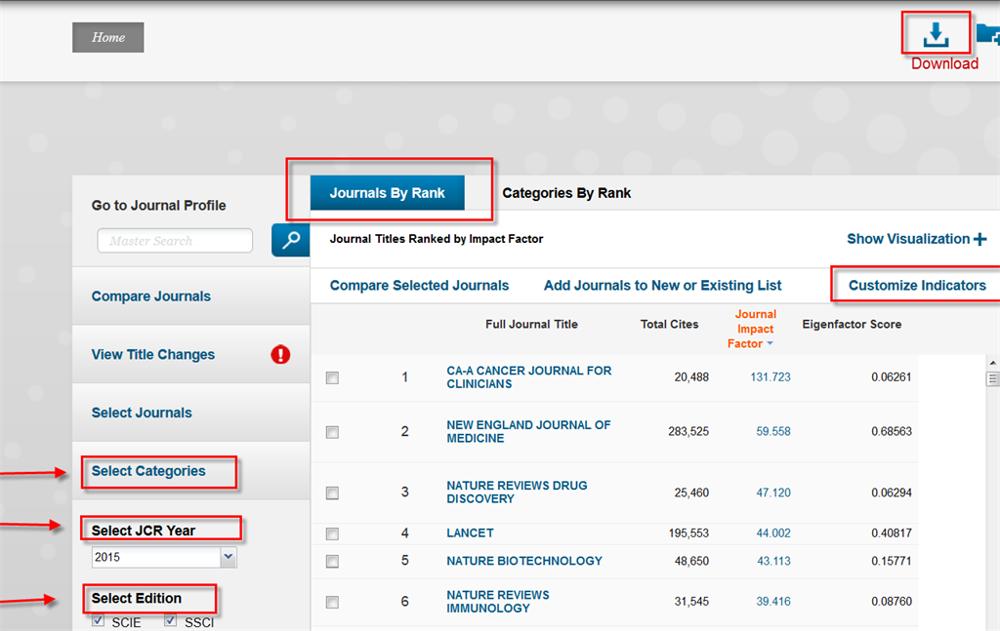 Home
Download
Journals By Rank
Categories By Rank
Go to Journal Profile
Master Search
Journal Titles Ranked by Impact Factor
Show Visualization +
Compare Journals
Compare Selected Journals
Add Journals to New or Existing List
Customize Indicators
View Title Changes
!
Select Journals
Select Categories
Select JCR Year
2015
Select Edition
SCIE SSCI
Full Journal Title
Total Cites
Journal
Impact
Factor
Eigenfactor Score
1 CA-A CANCER JOURNAL FOR
CLINICIANS
20,488 131.723 0.06261
2 NEW ENGLAND JOURNAL OF
MEDICINE
283,525 59.558 0.68563
3 NATURE REVIEWS DRUG
DISCOVERY
25,460 47.120 0.06294
4 LANCET 195,553 44.002 0.40817
5 NATURE BIOTECHNOLOGY 48,650 43.113 0.15771
6 NATURE REVIEWS
IMMUNOLOGY
31,545 39.416 0.08760